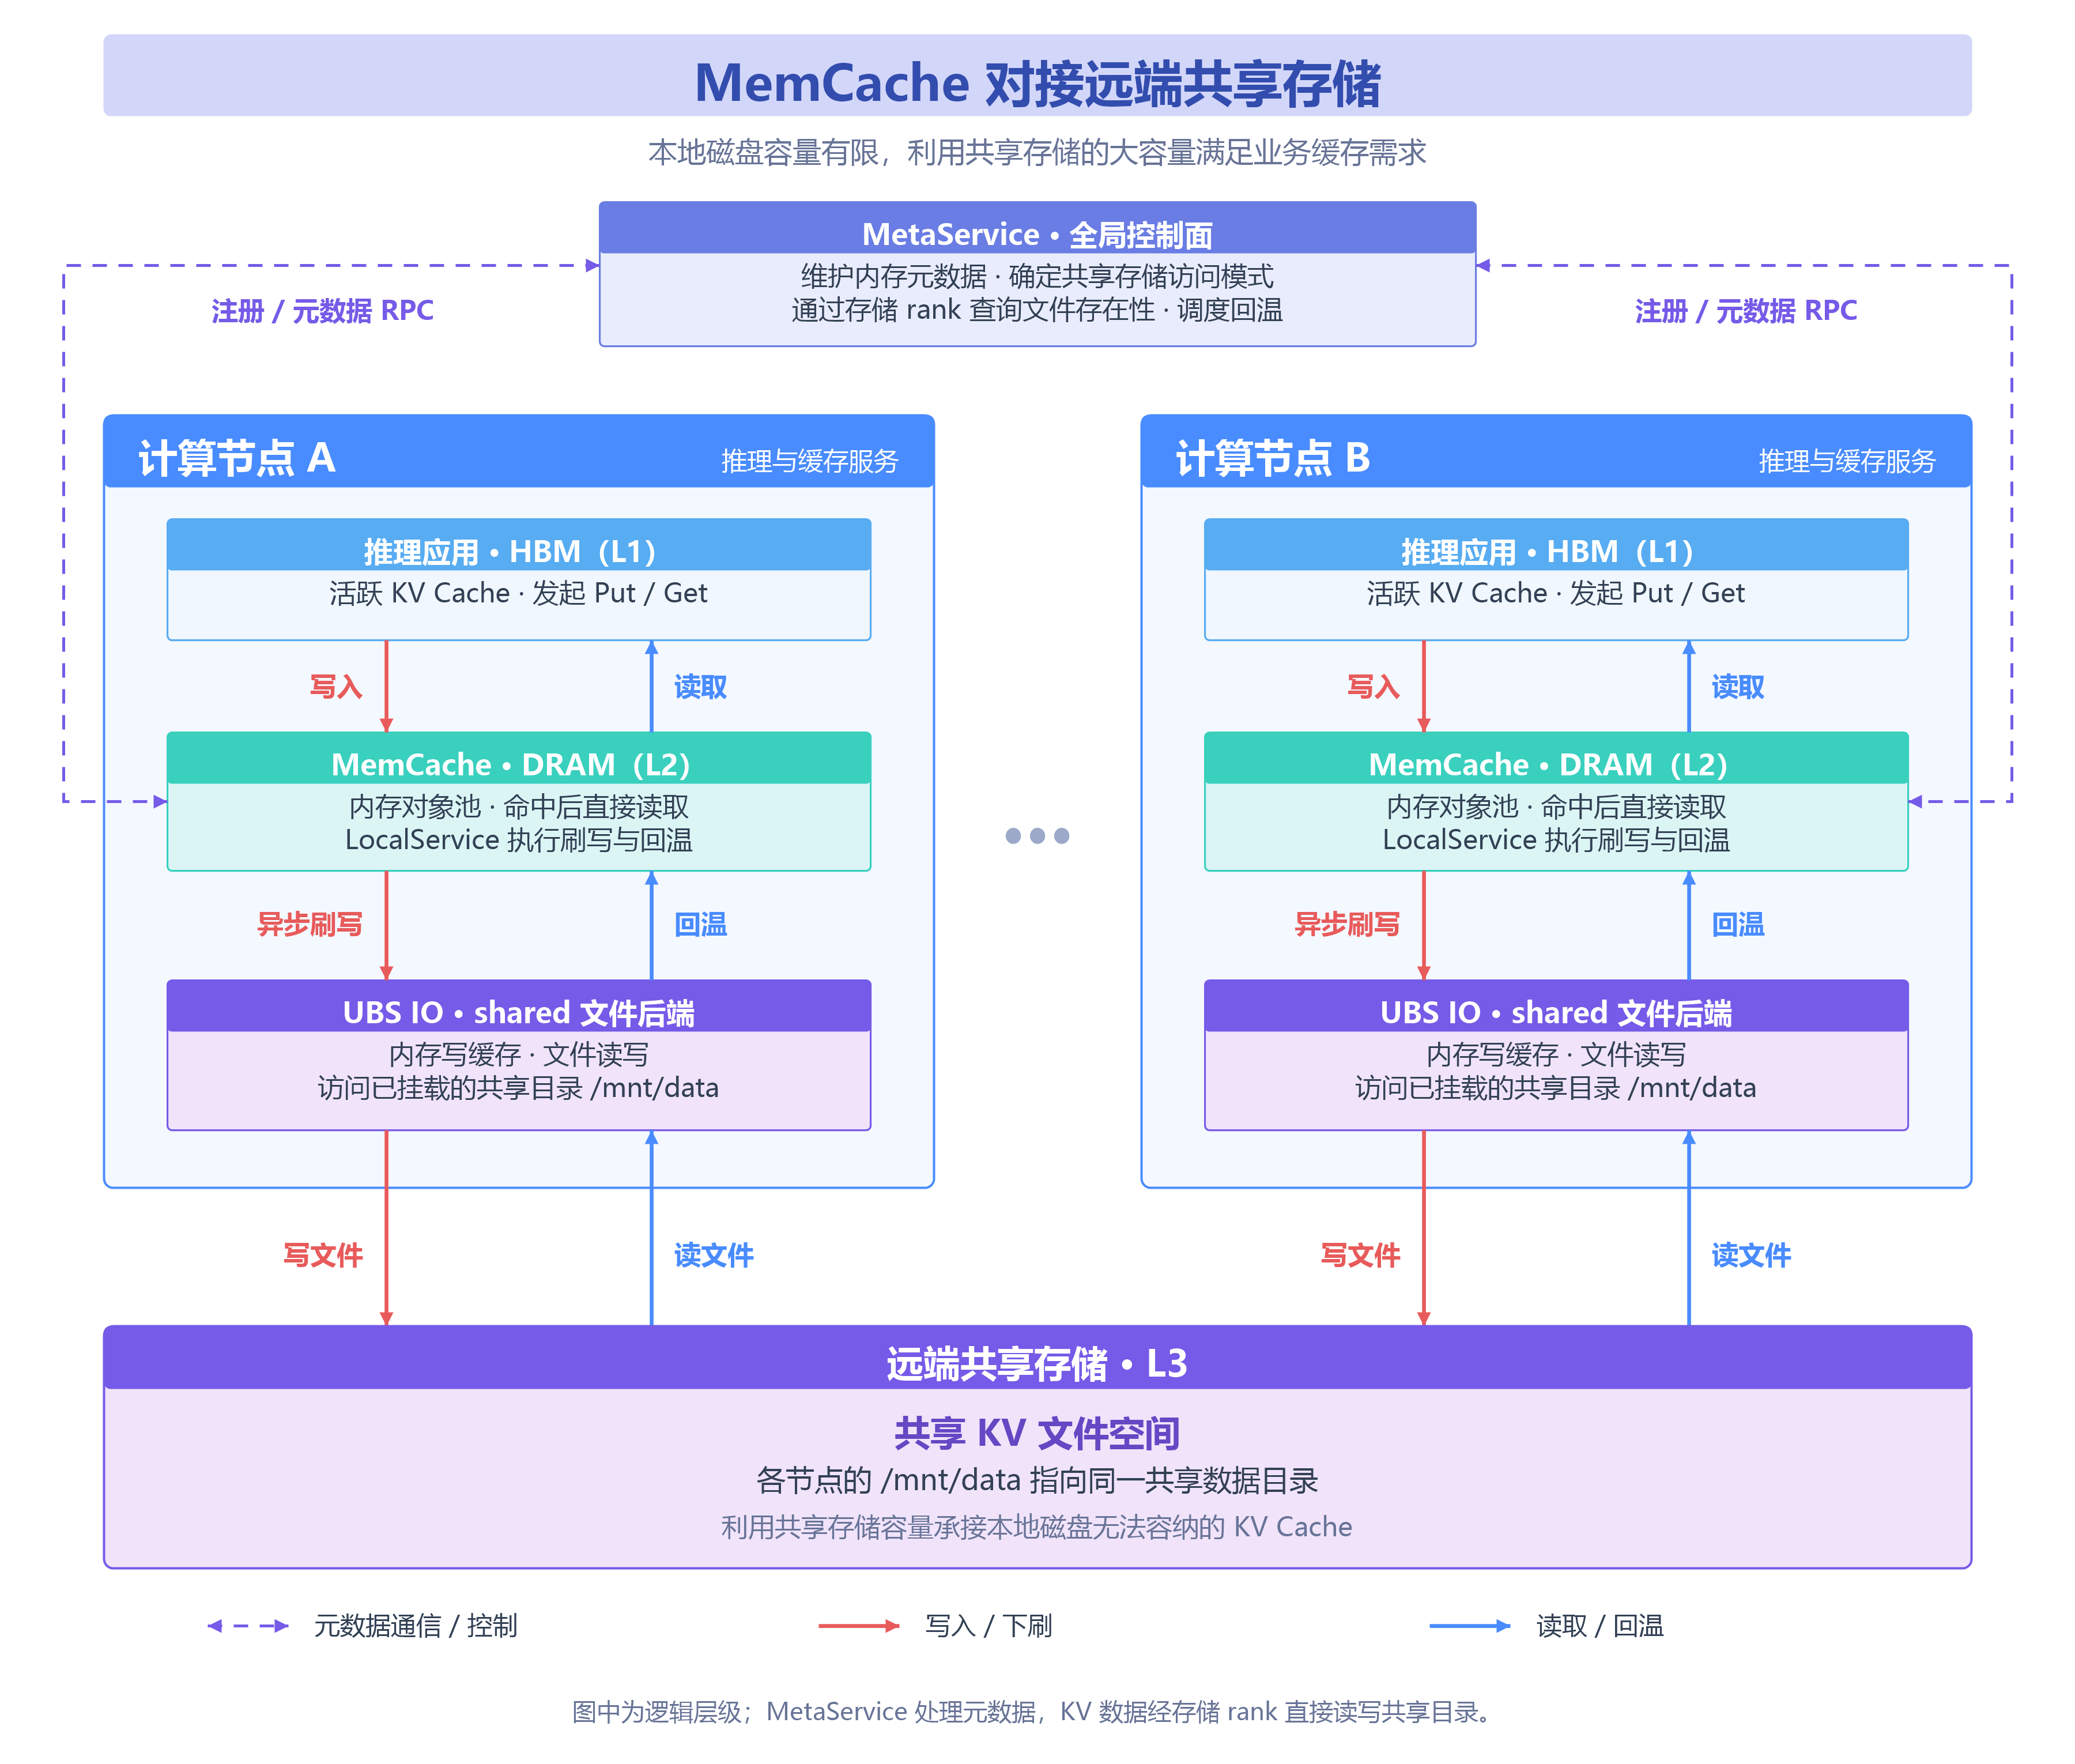 MemCache 对接远端共享存储
本地磁盘容量有限，利用共享存储的大容量满足业务缓存需求
MetaService • 全局控制面
维护内存元数据 · 确定共享存储访问模式
通过存储 rank 查询文件存在性 · 调度回温
注册 / 元数据 RPC
注册 / 元数据 RPC
计算节点 A
推理与缓存服务
推理应用 • HBM（L1）
活跃 KV Cache · 发起 Put / Get
写入
读取
MemCache • DRAM（L2）
内存对象池 · 命中后直接读取
LocalService 执行刷写与回温
异步刷写
回温
UBS IO • shared 文件后端
内存写缓存 · 文件读写
访问已挂载的共享目录 /mnt/data
写文件
读文件
计算节点 B
推理与缓存服务
推理应用 • HBM（L1）
活跃 KV Cache · 发起 Put / Get
写入
读取
MemCache • DRAM（L2）
内存对象池 · 命中后直接读取
LocalService 执行刷写与回温
异步刷写
回温
UBS IO • shared 文件后端
内存写缓存 · 文件读写
访问已挂载的共享目录 /mnt/data
写文件
读文件
远端共享存储 • L3
共享 KV 文件空间
各节点的 /mnt/data 指向同一共享数据目录
利用共享存储容量承接本地磁盘无法容纳的 KV Cache
元数据通信 / 控制
写入 / 下刷
读取 / 回温
图中为逻辑层级；MetaService 处理元数据，KV 数据经存储 rank 直接读写共享目录。